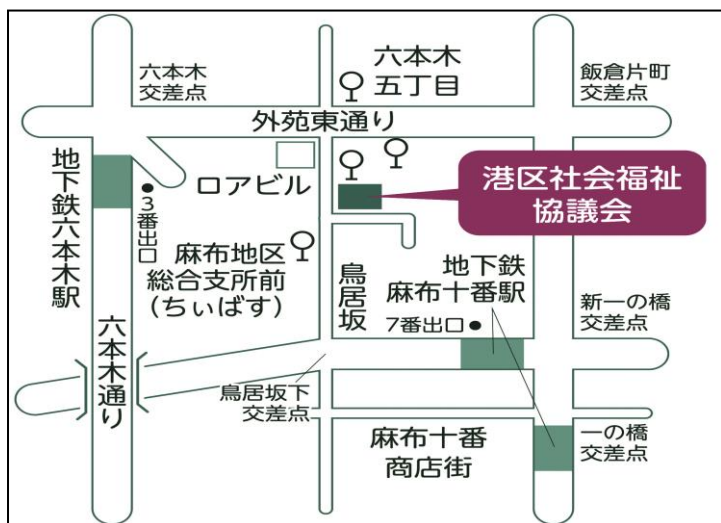 六本木
交差点
六本木
五丁目
飯倉片町
交差点
外苑東通り
地下鉄六本木駅
3番出口
ロアビル
港区社会福祉
協議会
麻布地区
総合支所前
（ちぃばす）
鳥居坂
地下鉄
麻布十番駅
7番出口
新一の橋
交差点
六本木通り
鳥居坂下
交差点
麻布十番
商店街
一の橋
交差点